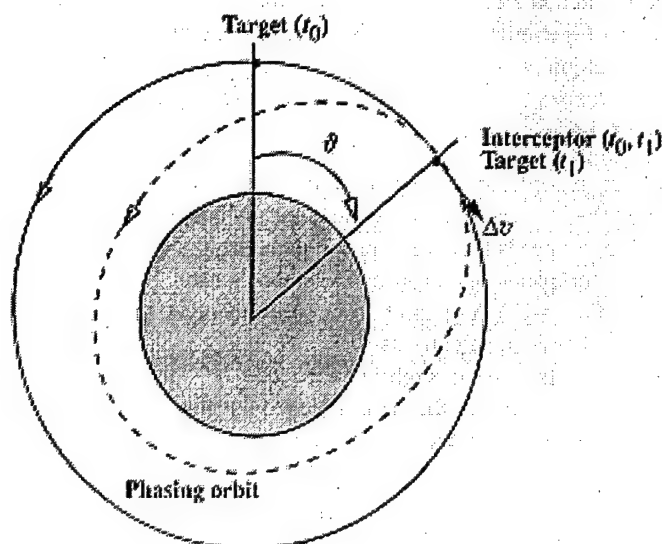 Target (t₀)
ϑ
Interceptor (t₀, t₁)
Target (t₁)
Δv
Phasing orbit